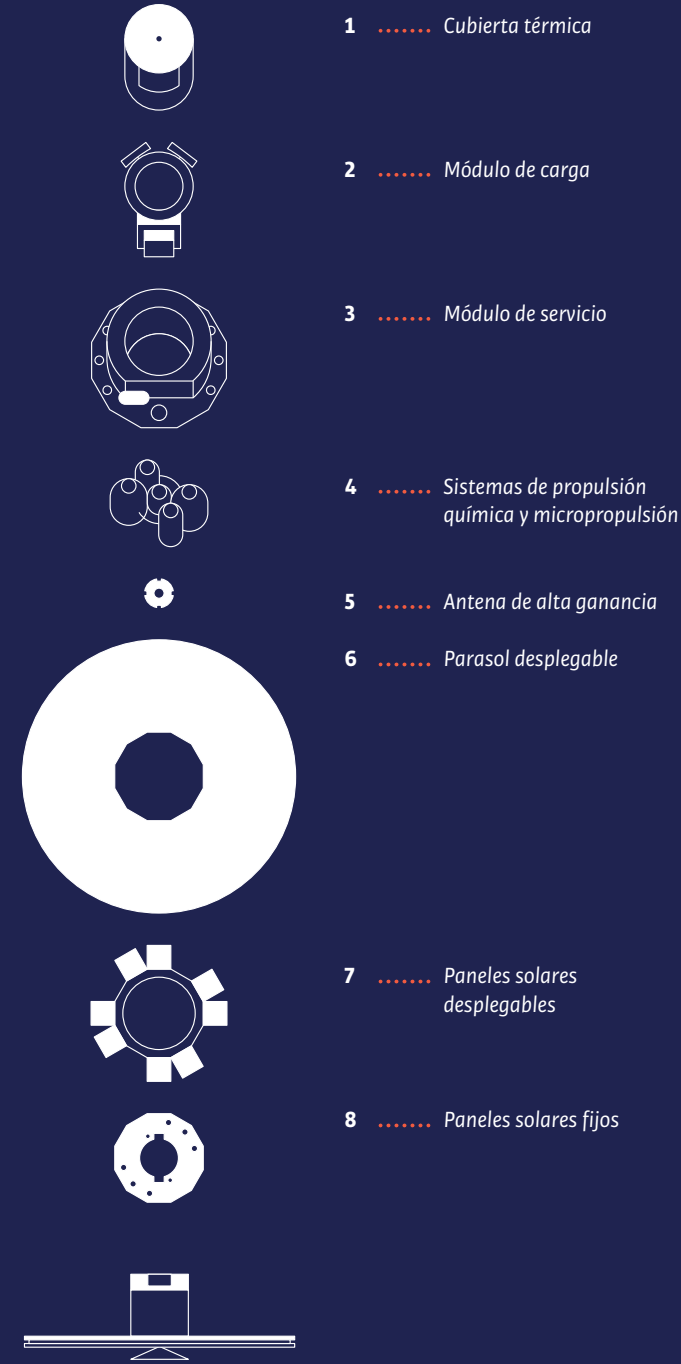 1 ....... Cubierta térmica
2 ....... Módulo de carga
3 ....... Módulo de servicio
4 ....... Sistemas de propulsión
química y micropropulsión
5 ....... Antena de alta ganancia
6 ....... Parasol desplegable
7 ....... Paneles solares
desplegables
8 ....... Paneles solares fijos